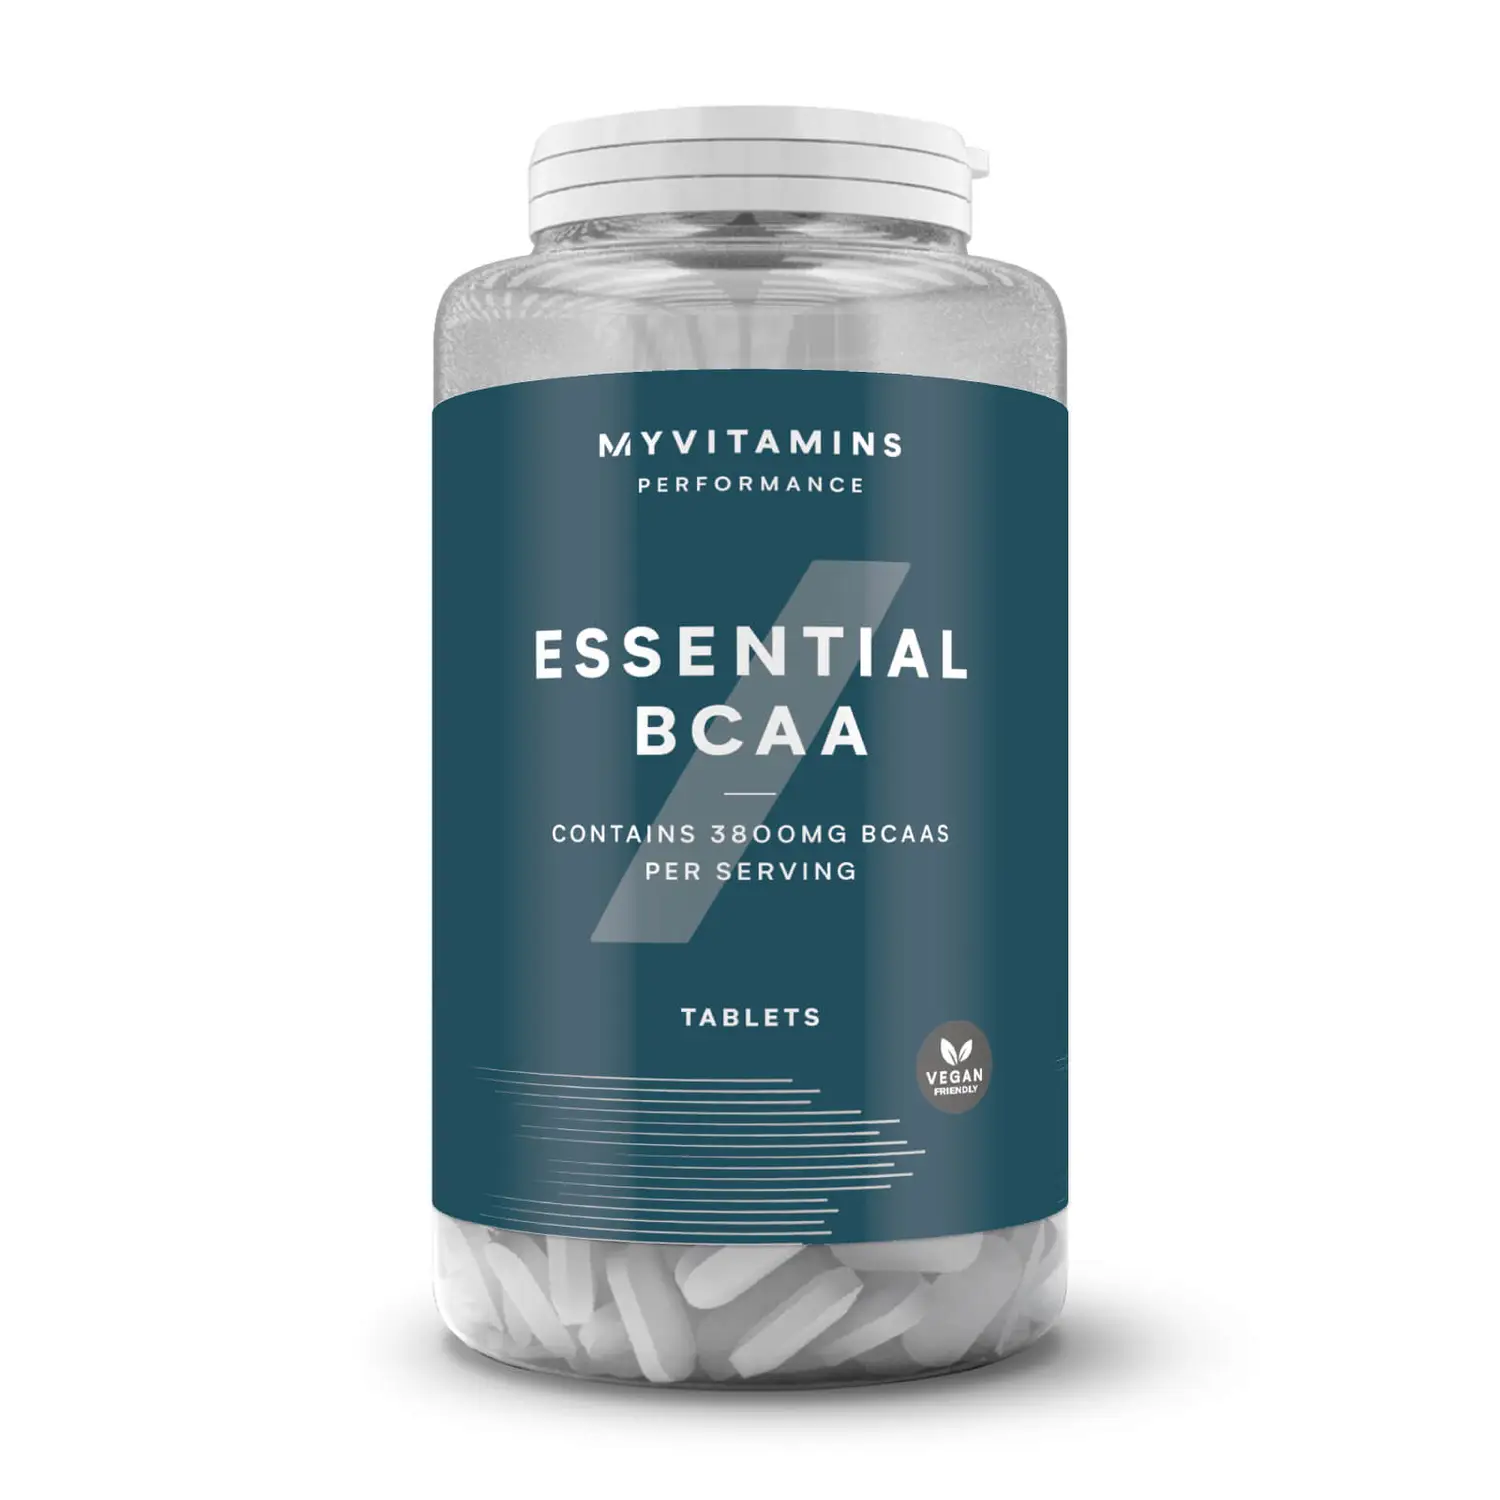 MYVITAMINS
PERFORMANCE
ESSENTIAL
BCAA
CONTAINS 3800MG BCAAS
PER SERVING
TABLETS
VEGAN
FRIENDLY